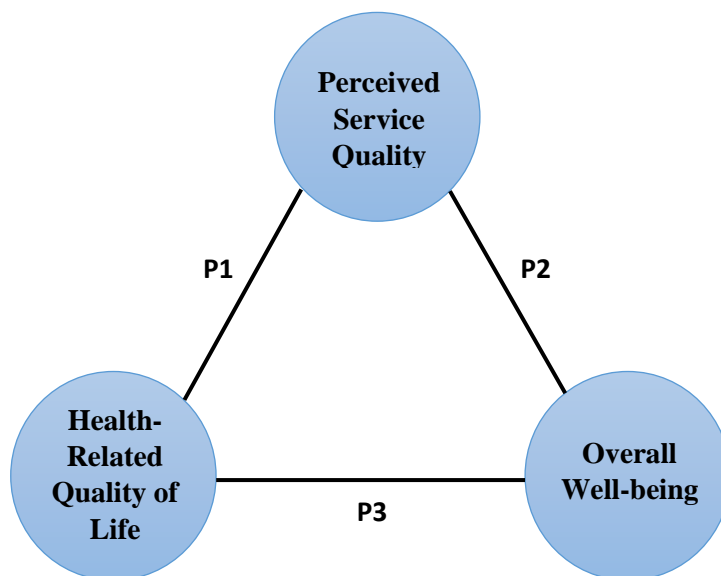 Perceived
Service
Quality
P1
P2
Health-
Related
Quality of
Life
Overall
Well-being
P3